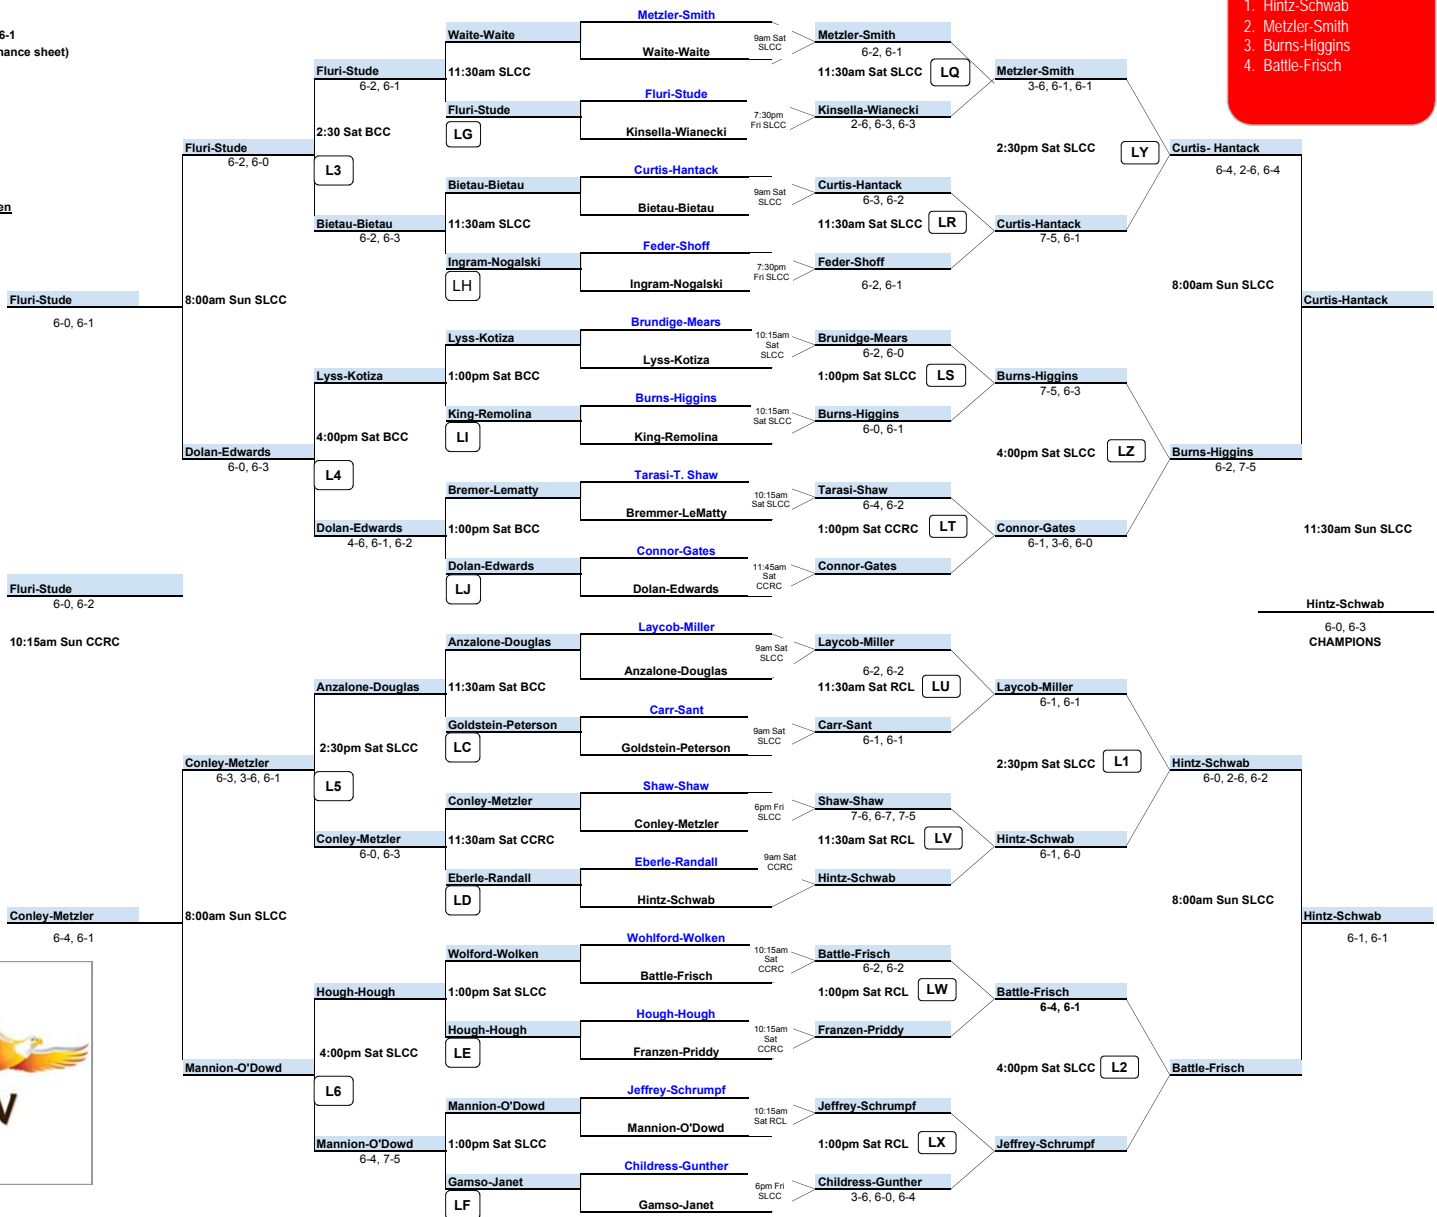 1. Hintz-Schwab
2. Metzler-Smith
3. Burns-Higgins
4. Battle-Frisch
6-1
nance sheet)
en
Fluri-Stude
6-0, 6-1
Fluri-Stude
6-0, 6-2
10:15am Sun CCRC
Conley-Metzler
6-4, 6-1
Fluri-Stude
6-2, 6-0
8:00am Sun SLCC
Dolan-Edwards
6-0, 6-3
Conley-Metzler
6-3, 3-6, 6-1
8:00am Sun SLCC
Mannion-O'Dowd
Fluri-Stude
6-2, 6-1
2:30 Sat BCC
L3
Bietau-Bietau
6-2, 6-3
Lyss-Kotiza
4:00pm Sat BCC
L4
Dolan-Edwards
4-6, 6-1, 6-2
Anzalone-Douglas
2:30pm Sat SLCC
L5
Conley-Metzler
6-0, 6-3
Hough-Hough
4:00pm Sat SLCC
L6
Mannion-O'Dowd
6-4, 7-5
Waite-Waite
11:30am SLCC
Fluri-Stude
LG
Bietau-Bietau
11:30am SLCC
Ingram-Nogalski
LH
Lyss-Kotiza
1:00pm Sat BCC
King-Remolina
LI
Bremer-Lematty
1:00pm Sat BCC
Dolan-Edwards
LJ
Anzalone-Douglas
11:30am Sat BCC
Goldstein-Peterson
LC
Conley-Metzler
11:30am Sat CCRC
Eberle-Randall
LD
Wolford-Wolken
1:00pm Sat SLCC
Hough-Hough
LE
Mannion-O'Dowd
1:00pm Sat SLCC
Gamso-Janet
LF
Metzler-Smith
9am Sat
SLCC
Waite-Waite
Fluri-Stude
7:30pm
Fri SLCC
Kinsella-Wianecki
Curtis-Hantack
9am Sat
SLCC
Bietau-Bietau
Feder-Shoff
7:30pm
Fri SLCC
Ingram-Nogalski
Brundige-Mears
10:15am
Sat
SLCC
Lyss-Kotiza
Burns-Higgins
10:15am
Sat SLCC
King-Remolina
Tarasi-T. Shaw
10:15am
Sat SLCC
Bremmer-LeMatty
Connor-Gates
11:45am
Sat
CCRC
Dolan-Edwards
Laycob-Miller
9am Sat
SLCC
Anzalone-Douglas
Carr-Sant
9am Sat
SLCC
Goldstein-Peterson
Shaw-Shaw
6pm Fri
SLCC
Conley-Metzler
Eberle-Randall
9am Sat
CCRC
Hintz-Schwab
Wohlford-Wolken
10:15am
Sat
CCRC
Battle-Frisch
Hough-Hough
10:15am
Sat
CCRC
Franzen-Priddy
Jeffrey-Schrumpf
10:15am
Sat RCL
Mannion-O'Dowd
Childress-Gunther
6pm Fri
SLCC
Gamso-Janet
Metzler-Smith
6-2, 6-1
11:30am Sat SLCC
LQ
Kinsella-Wianecki
2-6, 6-3, 6-3
Curtis-Hantack
6-3, 6-2
11:30am Sat SLCC
LR
Feder-Shoff
6-2, 6-1
Brunidge-Mears
6-2, 6-0
1:00pm Sat SLCC
LS
Burns-Higgins
6-0, 6-1
Tarasi-Shaw
6-4, 6-2
1:00pm Sat CCRC
LT
Connor-Gates
Laycob-Miller
6-2, 6-2
11:30am Sat RCL
LU
Carr-Sant
6-1, 6-1
Shaw-Shaw
7-6, 6-7, 7-5
11:30am Sat RCL
LV
Hintz-Schwab
Battle-Frisch
6-2, 6-2
1:00pm Sat RCL
LW
Franzen-Priddy
Jeffrey-Schrumpf
1:00pm Sat RCL
LX
Childress-Gunther
3-6, 6-0, 6-4
Metzler-Smith
3-6, 6-1, 6-1
2:30pm Sat SLCC
LY
Curtis-Hantack
7-5, 6-1
Burns-Higgins
7-5, 6-3
4:00pm Sat SLCC
LZ
Connor-Gates
6-1, 3-6, 6-0
Laycob-Miller
6-1, 6-1
2:30pm Sat SLCC
L1
Hintz-Schwab
6-1, 6-0
Battle-Frisch
6-4, 6-1
4:00pm Sat SLCC
L2
Jeffrey-Schrumpf
Curtis- Hantack
6-4, 2-6, 6-4
8:00am Sun SLCC
Burns-Higgins
6-2, 7-5
Hintz-Schwab
6-0, 2-6, 6-2
8:00am Sun SLCC
Battle-Frisch
Curtis-Hantack
11:30am Sun SLCC
Hintz-Schwab
6-0, 6-3
CHAMPIONS
Hintz-Schwab
6-1, 6-1